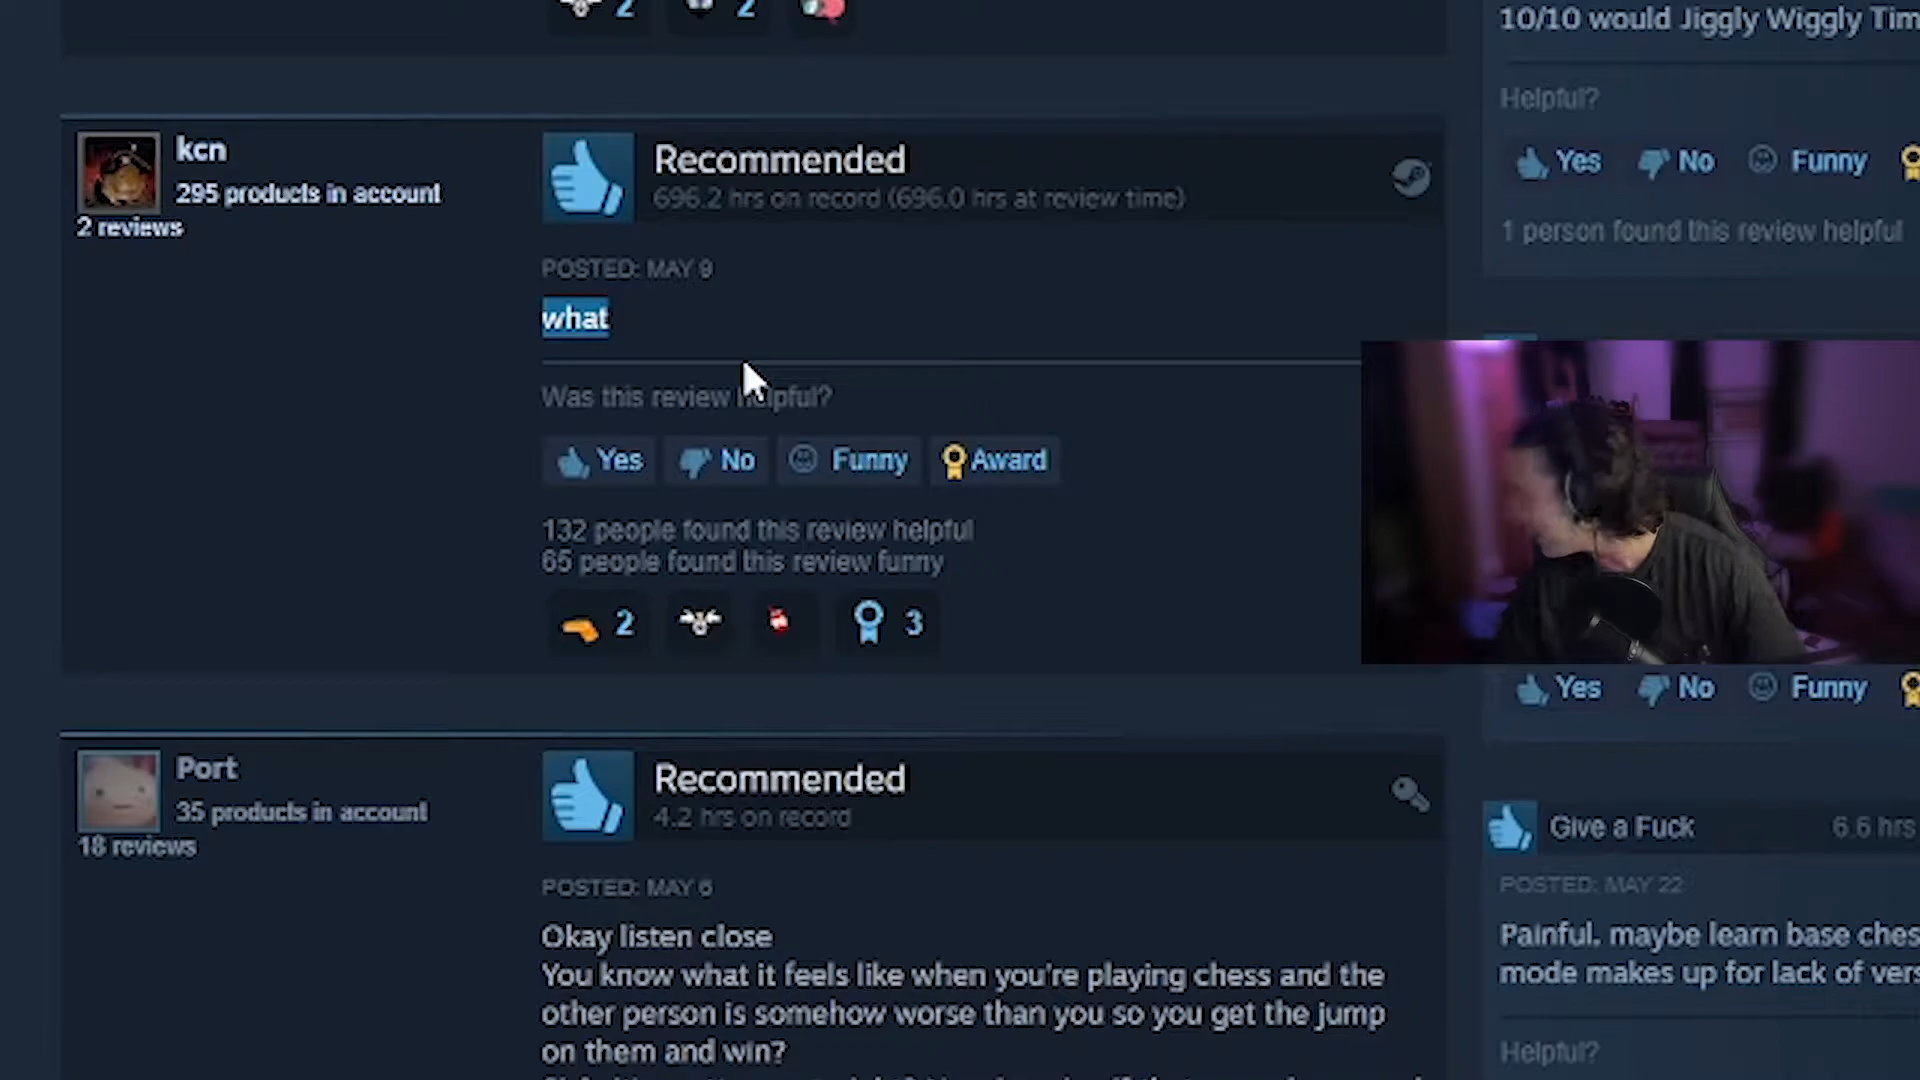 2 2
kcn
295 products in account
2 reviews
Recommended
696.2 hrs on record (696.0 hrs at review time)
POSTED: MAY 9
what
Was this review helpful?
Yes No Funny Award
132 people found this review helpful
65 people found this review funny
2 3
Port
35 products in account
18 reviews
Recommended
4.2 hrs on record
POSTED: MAY 6
Okay listen close
You know what it feels like when you're playing chess and the
other person is somehow worse than you so you get the jump
on them and win?
10/10 would Jiggly Wiggly Tim
Helpful?
Yes No Funny
1 person found this review helpful
Yes No Funny
Give a Fuck 6.6 hrs
POSTED: MAY 22
Painful. maybe learn base ches
mode makes up for lack of vers
Helpful?